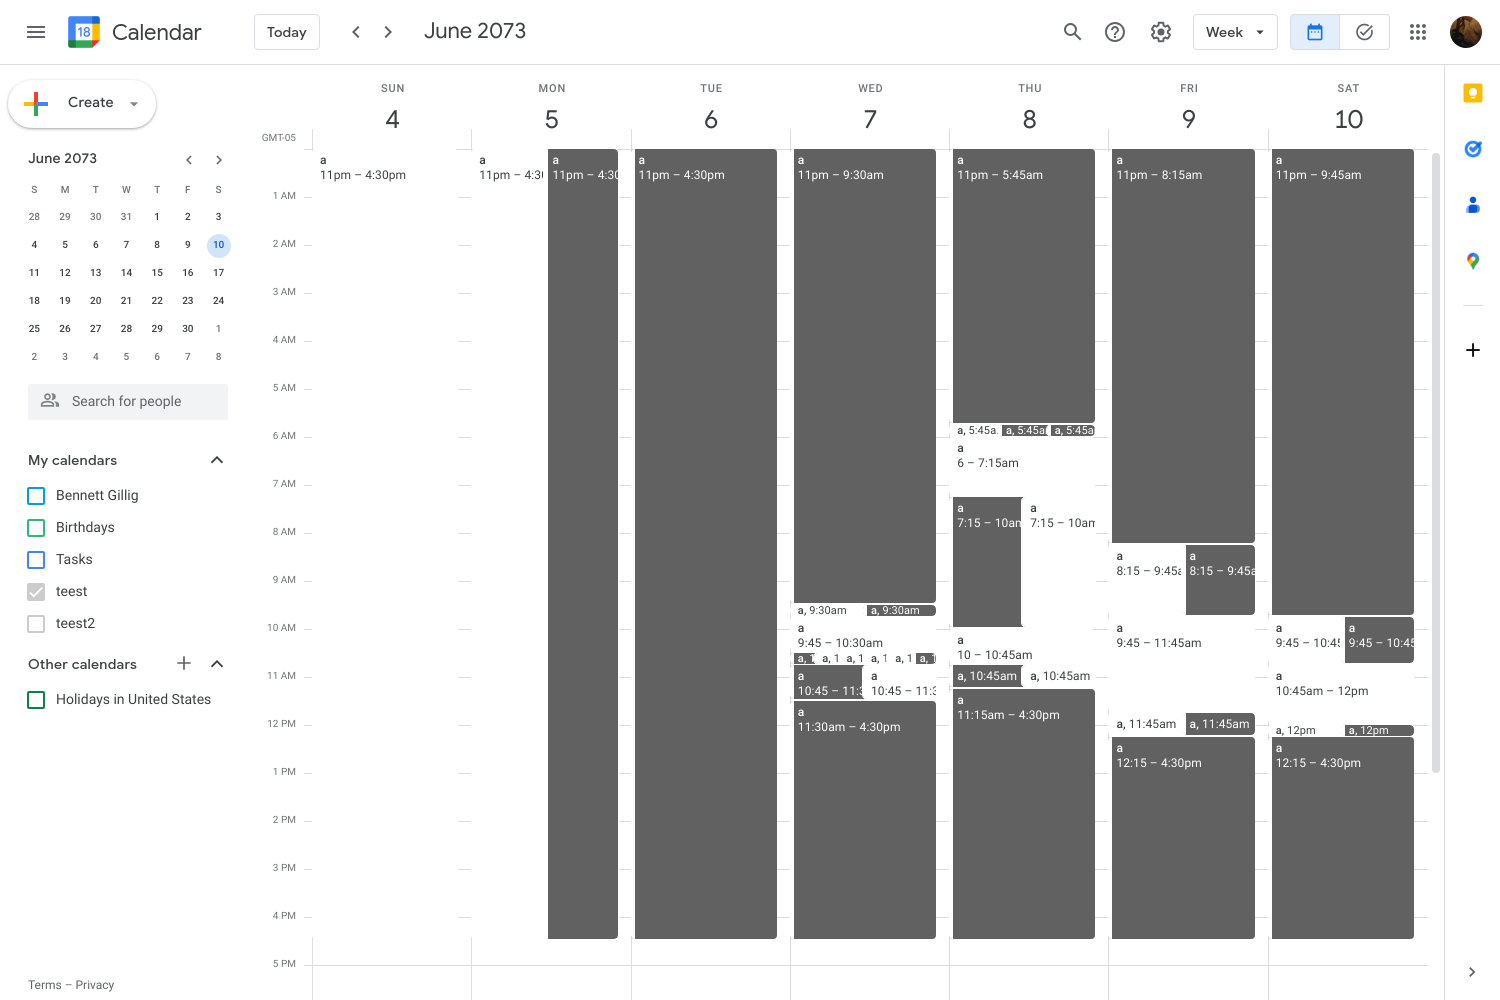 18 Calendar Today June 2073 Week
Create
June 2073
S M T W T F S
28 29 30 31 1 2 3
4 5 6 7 8 9 10
11 12 13 14 15 16 17
18 19 20 21 22 23 24
25 26 27 28 29 30 1
2 3 4 5 6 7 8
Search for people
My calendars
Bennett Gillig
Birthdays
Tasks
teest
teest2
Other calendars
Holidays in United States
Terms – Privacy
SUN MON TUE WED THU FRI SAT
4 5 6 7 8 9 10
GMT-05
1 AM
2 AM
3 AM
4 AM
5 AM
6 AM
7 AM
8 AM
9 AM
10 AM
11 AM
12 PM
1 PM
2 PM
3 PM
4 PM
5 PM
a
11pm – 4:30pm
a
11pm – 4:30
a
11pm – 4:30
a
11pm – 4:30pm
a
11pm – 9:30am
a, 9:30am
a, 9:30am
a
9:45 – 10:30am
a, 1
a, 1
a, 1
a, 1
a, 1
a, 1
a
10:45 – 11:3
a
10:45 – 11:3
a
11:30am – 4:30pm
a
11pm – 5:45am
a, 5:45a
a, 5:45a
a, 5:45a
a
6 – 7:15am
a
7:15 – 10am
a
7:15 – 10am
a
10 – 10:45am
a, 10:45am
a, 10:45am
a
11:15am – 4:30pm
a
11pm – 8:15am
a
8:15 – 9:45a
a
8:15 – 9:45a
a
9:45 – 11:45am
a, 11:45am
a, 11:45am
a
12:15 – 4:30pm
a
11pm – 9:45am
a
9:45 – 10:45
a
9:45 – 10:45
a
10:45am – 12pm
a, 12pm
a, 12pm
a
12:15 – 4:30pm